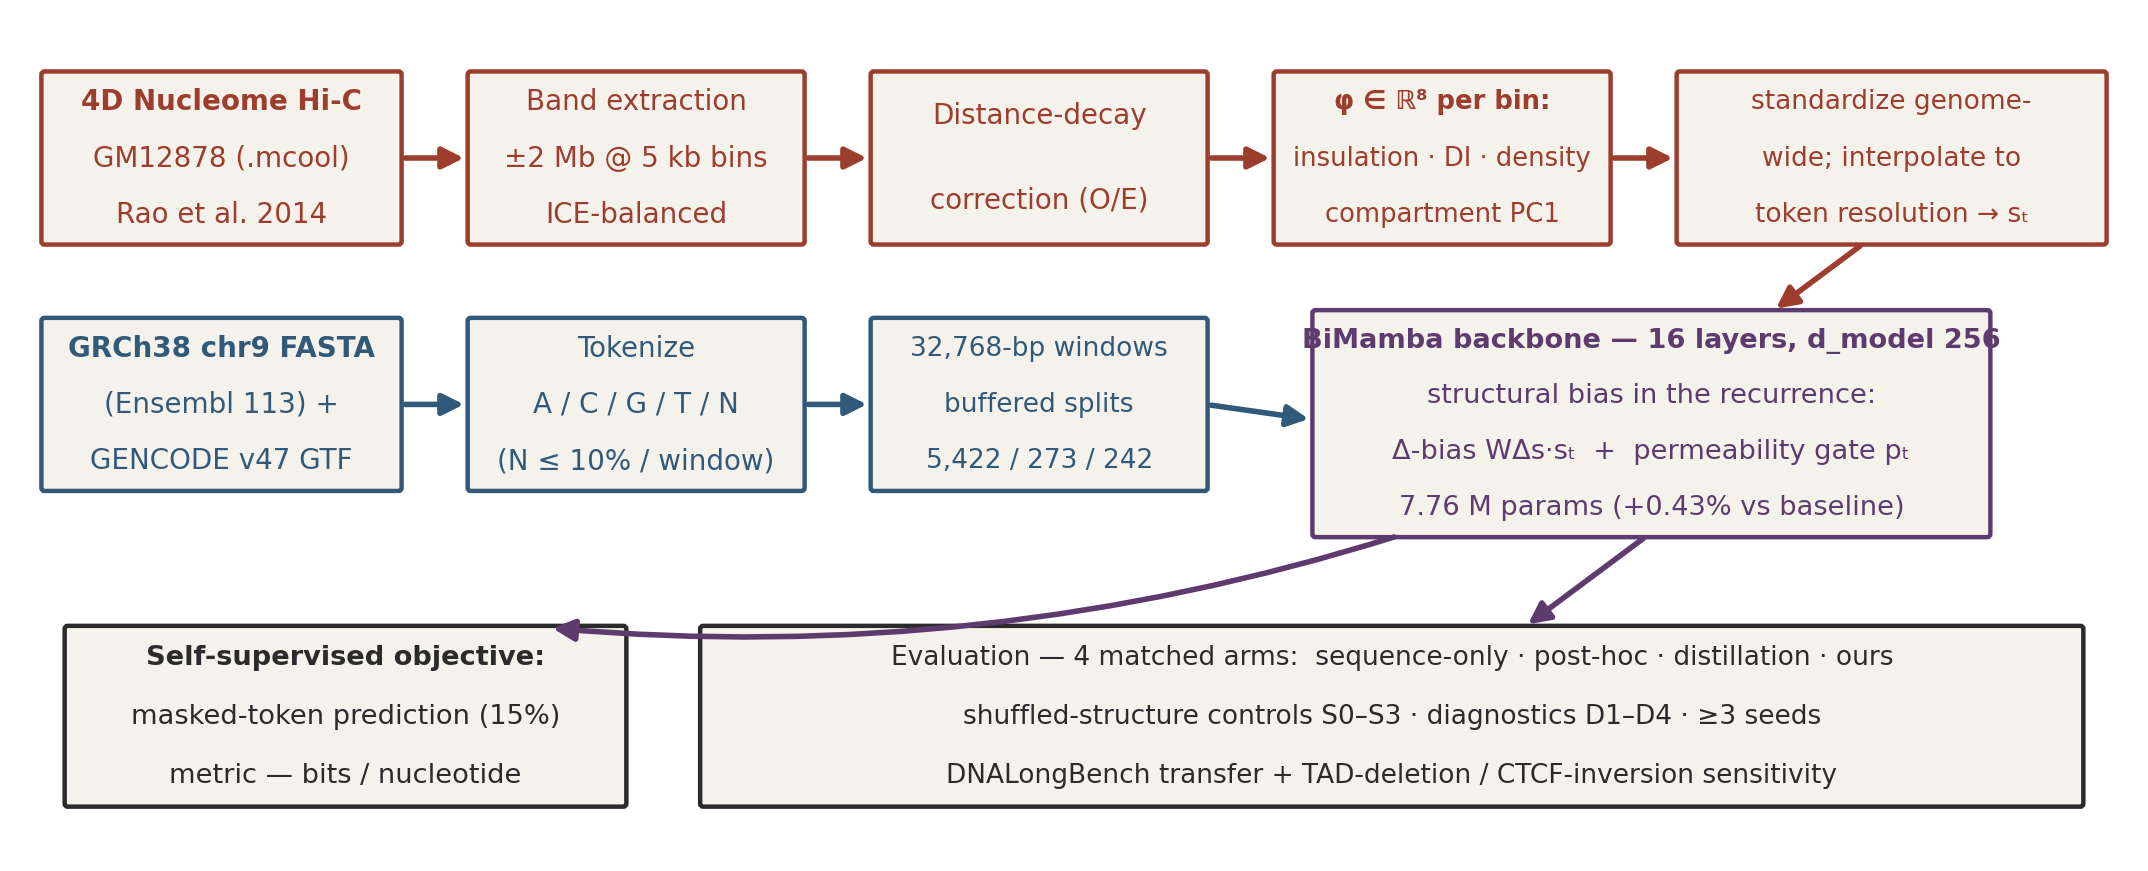 4D Nucleome Hi-C
GM12878 (.mcool)
Rao et al. 2014
Band extraction
±2 Mb @ 5 kb bins
ICE-balanced
Distance-decay
correction (O/E)
φ ∈ ℝ⁸ per bin:
insulation · DI · density
compartment PC1
standardize genome-
wide; interpolate to
token resolution → sₜ
GRCh38 chr9 FASTA
(Ensembl 113) +
GENCODE v47 GTF
Tokenize
A / C / G / T / N
(N ≤ 10% / window)
32,768-bp windows
buffered splits
5,422 / 273 / 242
BiMamba backbone — 16 layers, d_model 256
structural bias in the recurrence:
Δ-bias WΔs·sₜ + permeability gate pₜ
7.76 M params (+0.43% vs baseline)
Self-supervised objective:
masked-token prediction (15%)
metric — bits / nucleotide
Evaluation — 4 matched arms: sequence-only · post-hoc · distillation · ours
shuffled-structure controls S0–S3 · diagnostics D1–D4 · ≥3 seeds
DNALongBench transfer + TAD-deletion / CTCF-inversion sensitivity